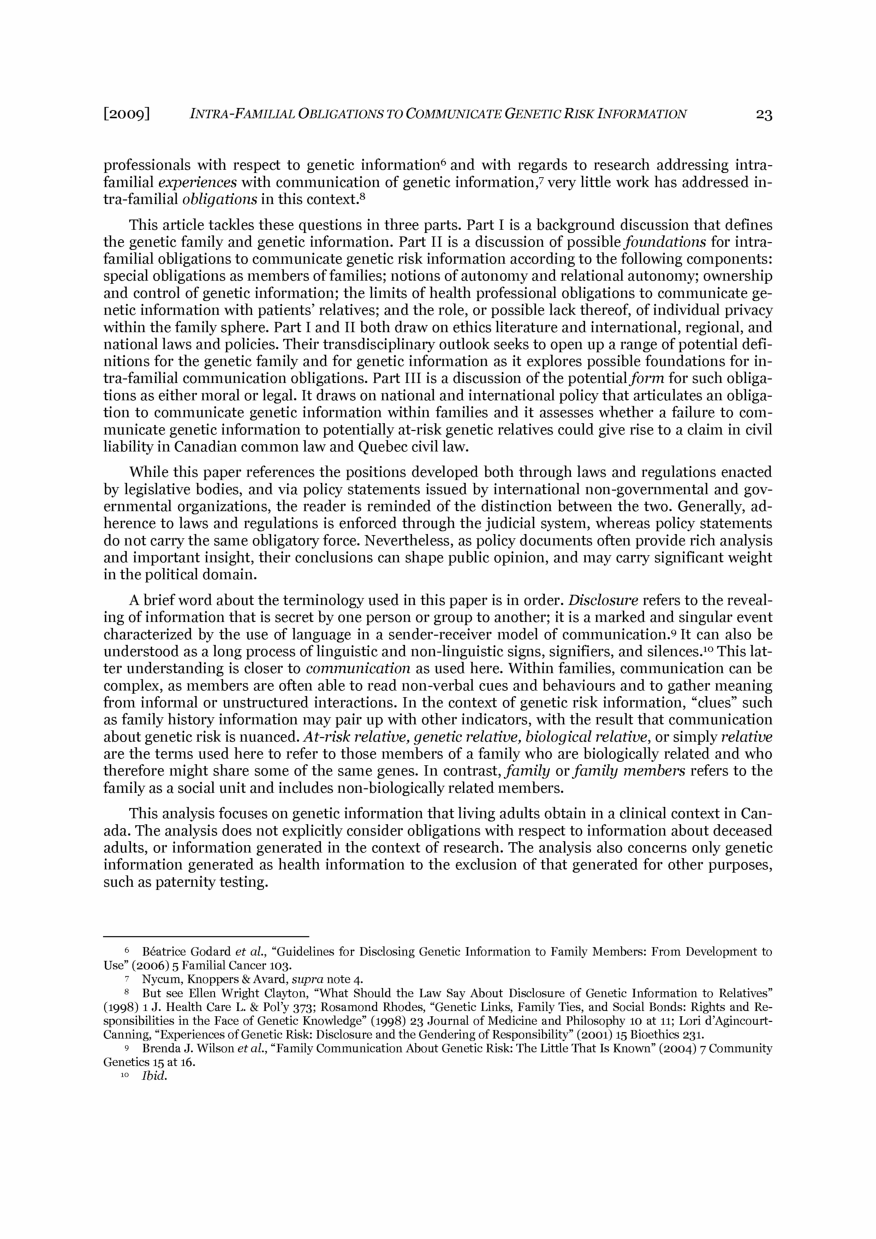 [2009] INTRA-FAMILIAL OBLIGATIONS TO COMMUNICATE GENETIC RISK INFORMATION 23
professionals with respect to genetic information6 and with regards to research addressing intra-
familial experiences with communication of genetic information,7 very little work has addressed in-
tra-familial obligations in this context.8
This article tackles these questions in three parts. Part I is a background discussion that defines
the genetic family and genetic information. Part II is a discussion of possible foundations for intra-
familial obligations to communicate genetic risk information according to the following components:
special obligations as members of families; notions of autonomy and relational autonomy; ownership
and control of genetic information; the limits of health professional obligations to communicate ge-
netic information with patients’ relatives; and the role, or possible lack thereof, of individual privacy
within the family sphere. Part I and II both draw on ethics literature and international, regional, and
national laws and policies. Their transdisciplinary outlook seeks to open up a range of potential defi-
nitions for the genetic family and for genetic information as it explores possible foundations for in-
tra-familial communication obligations. Part III is a discussion of the potential form for such obliga-
tions as either moral or legal. It draws on national and international policy that articulates an obliga-
tion to communicate genetic information within families and it assesses whether a failure to com-
municate genetic information to potentially at-risk genetic relatives could give rise to a claim in civil
liability in Canadian common law and Quebec civil law.
While this paper references the positions developed both through laws and regulations enacted
by legislative bodies, and via policy statements issued by international non-governmental and gov-
ernmental organizations, the reader is reminded of the distinction between the two. Generally, ad-
herence to laws and regulations is enforced through the judicial system, whereas policy statements
do not carry the same obligatory force. Nevertheless, as policy documents often provide rich analysis
and important insight, their conclusions can shape public opinion, and may carry significant weight
in the political domain.
A brief word about the terminology used in this paper is in order. Disclosure refers to the reveal-
ing of information that is secret by one person or group to another; it is a marked and singular event
characterized by the use of language in a sender-receiver model of communication.9 It can also be
understood as a long process of linguistic and non-linguistic signs, signifiers, and silences.10 This lat-
ter understanding is closer to communication as used here. Within families, communication can be
complex, as members are often able to read non-verbal cues and behaviours and to gather meaning
from informal or unstructured interactions. In the context of genetic risk information, “clues” such
as family history information may pair up with other indicators, with the result that communication
about genetic risk is nuanced. At-risk relative, genetic relative, biological relative, or simply relative
are the terms used here to refer to those members of a family who are biologically related and who
therefore might share some of the same genes. In contrast, family or family members refers to the
family as a social unit and includes non-biologically related members.
This analysis focuses on genetic information that living adults obtain in a clinical context in Can-
ada. The analysis does not explicitly consider obligations with respect to information about deceased
adults, or information generated in the context of research. The analysis also concerns only genetic
information generated as health information to the exclusion of that generated for other purposes,
such as paternity testing.
6 Béatrice Godard et al., “Guidelines for Disclosing Genetic Information to Family Members: From Development to
Use” (2006) 5 Familial Cancer 103.
7 Nycum, Knoppers & Avard, supra note 4.
8 But see Ellen Wright Clayton, “What Should the Law Say About Disclosure of Genetic Information to Relatives”
(1998) 1 J. Health Care L. & Pol’y 373; Rosamond Rhodes, “Genetic Links, Family Ties, and Social Bonds: Rights and Re-
sponsibilities in the Face of Genetic Knowledge” (1998) 23 Journal of Medicine and Philosophy 10 at 11; Lori d’Agincourt-
Canning, “Experiences of Genetic Risk: Disclosure and the Gendering of Responsibility” (2001) 15 Bioethics 231.
9 Brenda J. Wilson et al., “Family Communication About Genetic Risk: The Little That Is Known” (2004) 7 Community
Genetics 15 at 16.
10 Ibid.